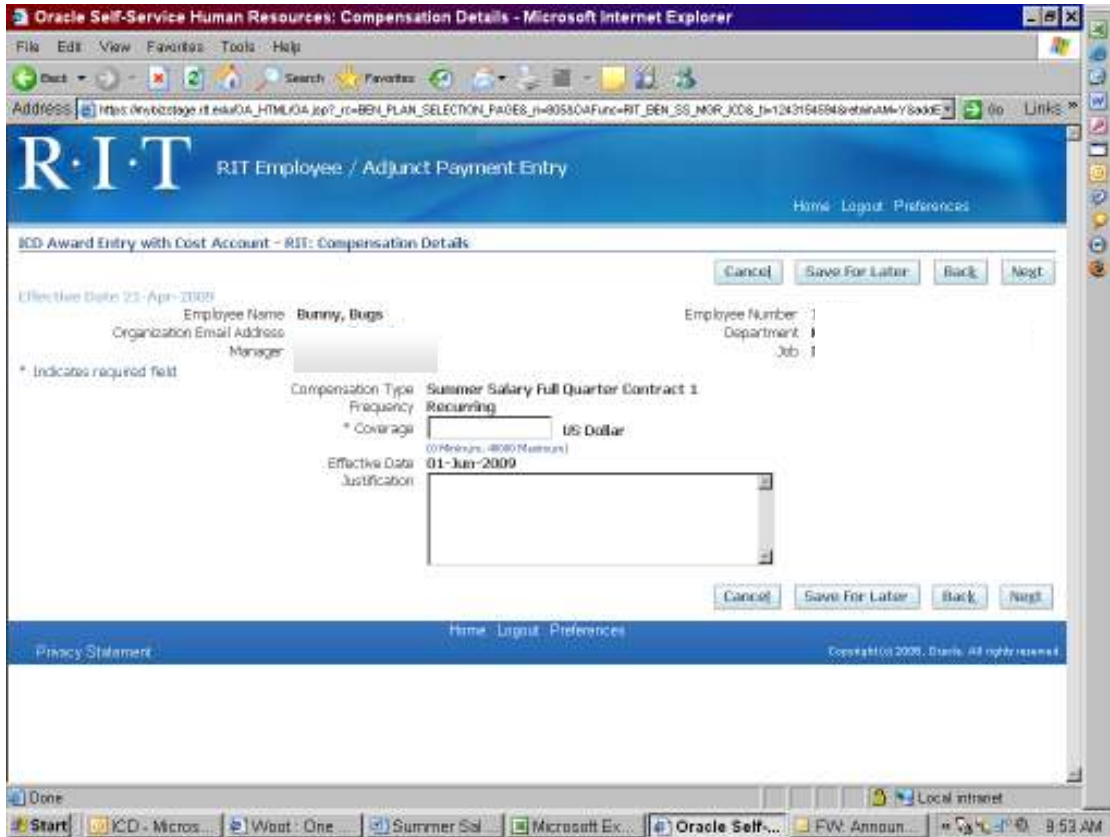 Oracle Self-Service Human Resources: Compensation Details - Microsoft Internet Explorer
File Edit View Favorites Tools Help
Back Search Favorites
Address Go Links »
R·I·T RIT Employee / Adjunct Payment Entry
Home Logout Preferences
ICD Award Entry with Cost Account - RIT: Compensation Details
Cancel Save For Later Back Next
Effective Date 21-Apr-2009
Employee Name Bunny, Bugs Employee Number
Organization Email Address Department
Manager Job
* Indicates required field
Compensation Type Summer Salary Full Quarter Contract 1
Frequency Recurring
* Coverage US Dollar
Effective Date 01-Jun-2009
Justification
Cancel Save For Later Back Next
Home Logout Preferences
Privacy Statement Copyright (c) 2006, Oracle. All rights reserved.
Done Local intranet
Start ICD - Micros... Woot : One ... Summer Sal... Microsoft Ex... Oracle Self-... FW: Announ... 9:53 AM